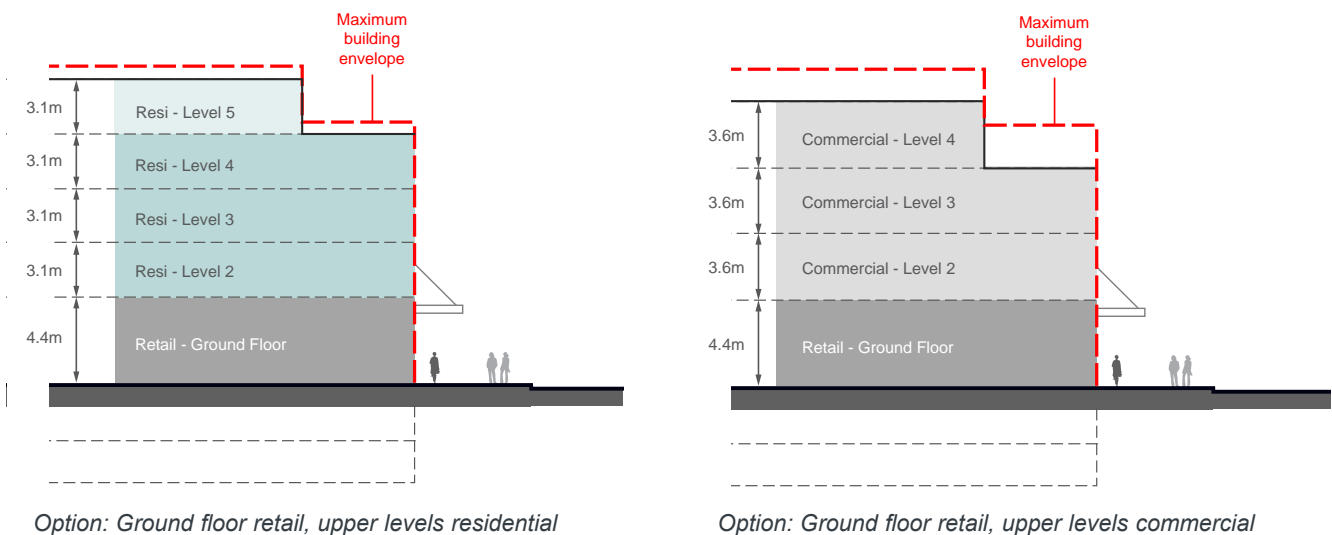 Maximum
building
envelope
3.1m
Resi - Level 5
3.1m
Resi - Level 4
3.1m
Resi - Level 3
3.1m
Resi - Level 2
4.4m
Retail - Ground Floor
Option: Ground floor retail, upper levels residential
Maximum
building
envelope
3.6m
Commercial - Level 4
3.6m
Commercial - Level 3
3.6m
Commercial - Level 2
4.4m
Retail - Ground Floor
Option: Ground floor retail, upper levels commercial